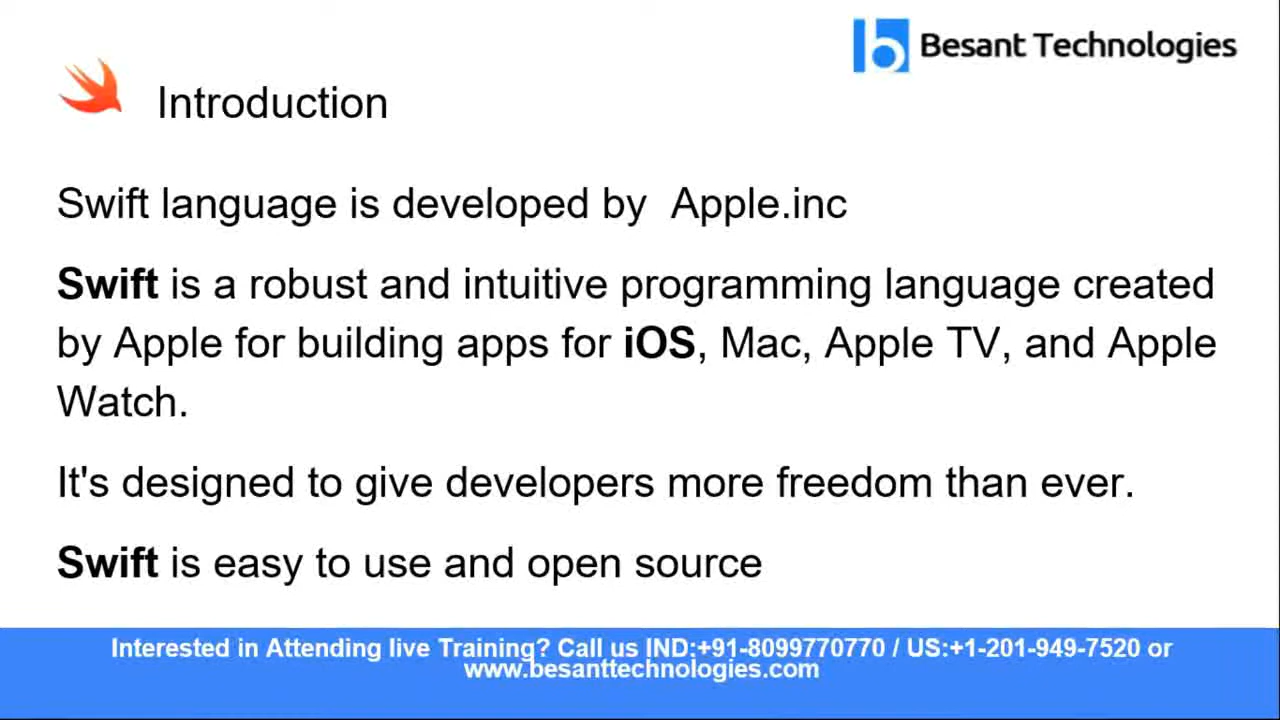 Besant Technologies
Introduction
Swift language is developed by Apple.inc
Swift is a robust and intuitive programming language created
by Apple for building apps for iOS, Mac, Apple TV, and Apple
Watch.
It's designed to give developers more freedom than ever.
Swift is easy to use and open source
Interested in Attending live Training? Call us IND:+91-8099770770 / US:+1-201-949-7520 or
www.besanttechnologies.com